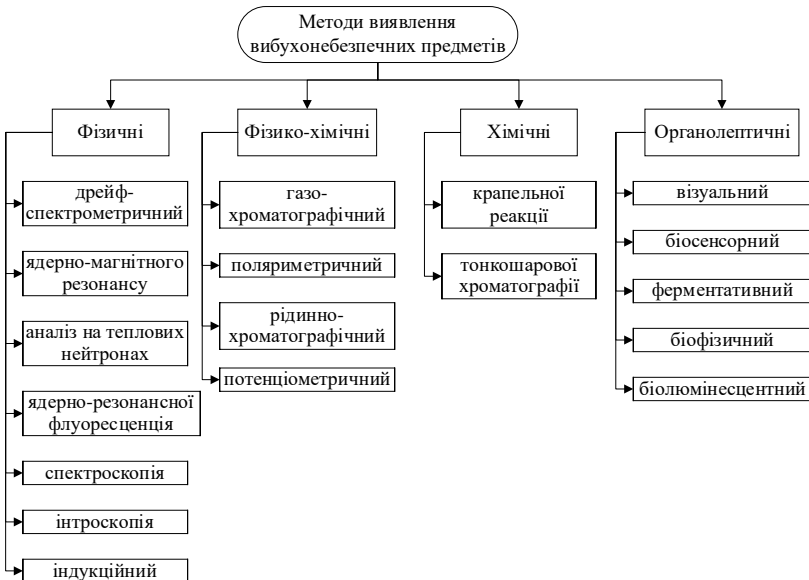 Методи виявлення
вибухонебезпечних предметів
Фізичні
дрейф-
спектрометричний
ядерно-магнітного
резонансу
аналіз на теплових
нейтронах
ядерно-резонансної
флуоресценція
спектроскопія
інтроскопія
індукційний
Фізико-хімічні
газо-
хроматографічний
поляриметричний
рідинно-
хроматографічний
потенціометричний
Хімічні
крапельної
реакції
тонкошарової
хроматографії
Органолептичні
візуальний
біосенсорний
ферментативний
біофізичний
біолюмінесцентний